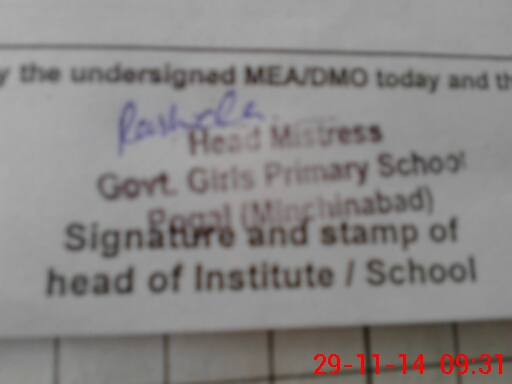 y the undersigned MEA/DMO today and th
Head Mistress
Govt. Girls Primary School
(Minchinabad)
Signature and stamp of
head of Institute / School
29-11-14 09:31